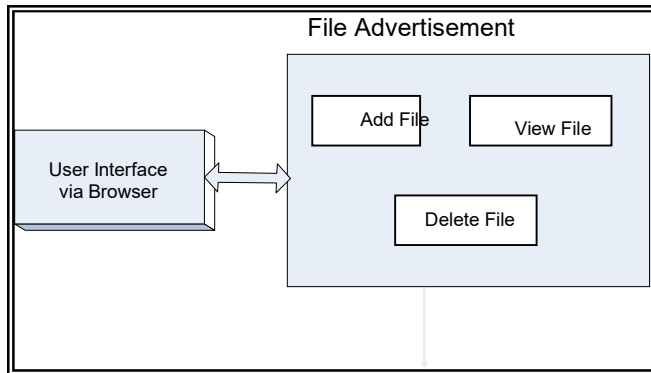 File Advertisement
Add File
View File
User Interface
via Browser
Delete File